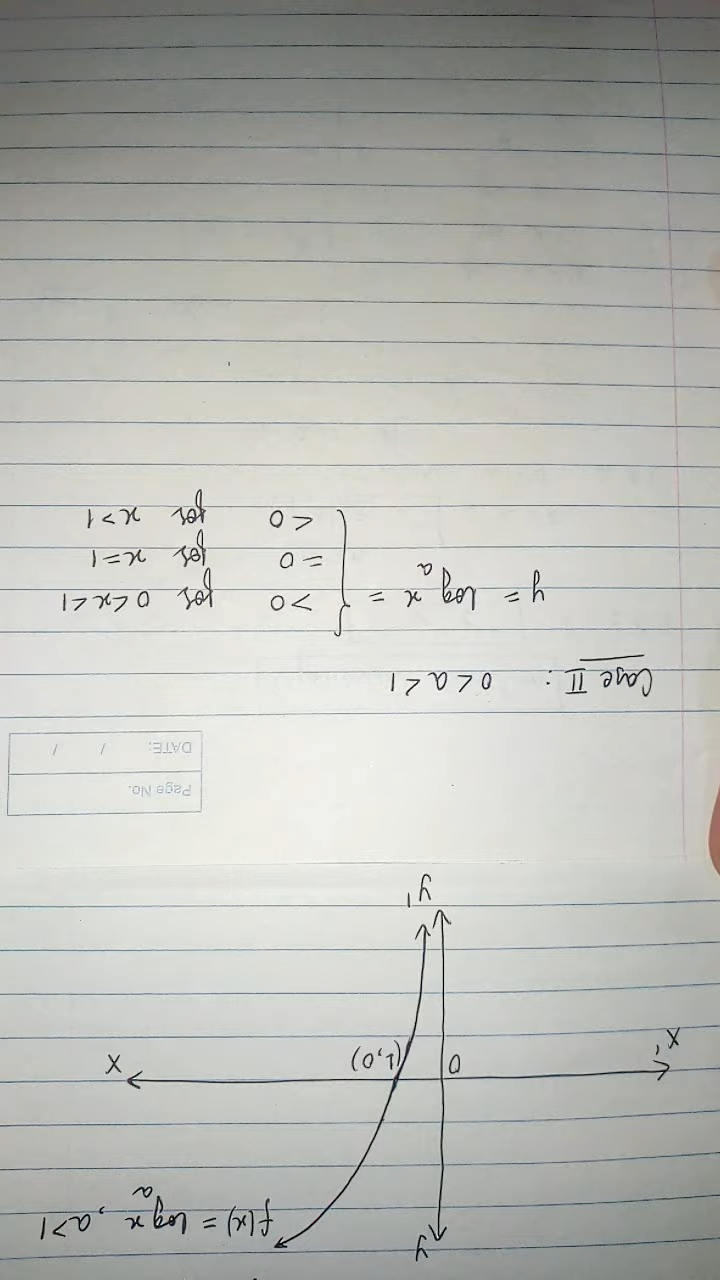 y
f(x) = log_a x , a>1
X' O (1,0) X
y'
Page No.
DATE: / /
Case II : 0<a<1
y = log_a x = { >0 for 0<x<1
=0 for x=1
<0 for x>1